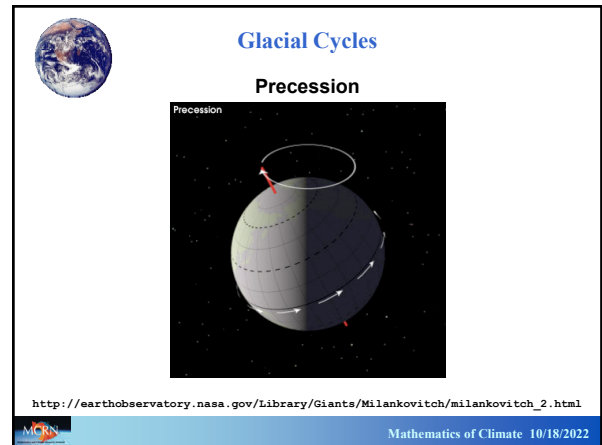 Glacial Cycles
Precession
Precession
http://earthobservatory.nasa.gov/Library/Giants/Milankovitch/milankovitch_2.html
MCRN
Mathematics of Climate 10/18/2022